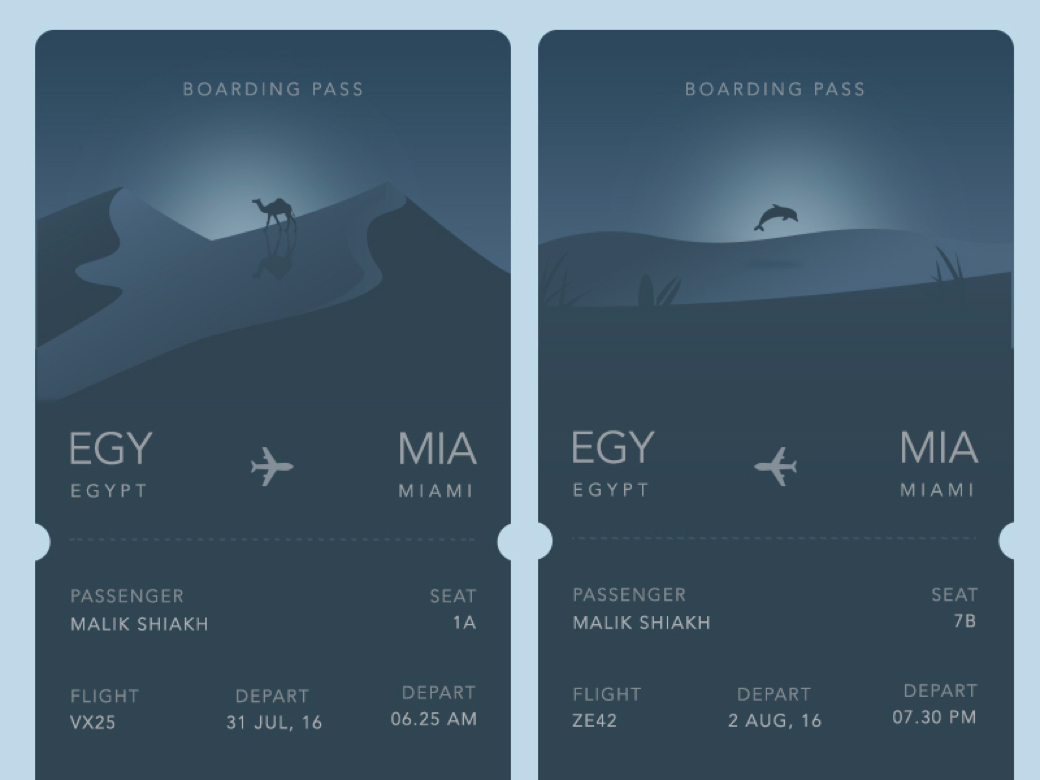 BOARDING PASS
EGY MIA
EGYPT MIAMI
PASSENGER SEAT
MALIK SHIAKH 1A
FLIGHT DEPART DEPART
VX25 31 JUL, 16 06.25 AM
BOARDING PASS
EGY MIA
EGYPT MIAMI
PASSENGER SEAT
MALIK SHIAKH 7B
FLIGHT DEPART DEPART
ZE42 2 AUG, 16 07.30 PM